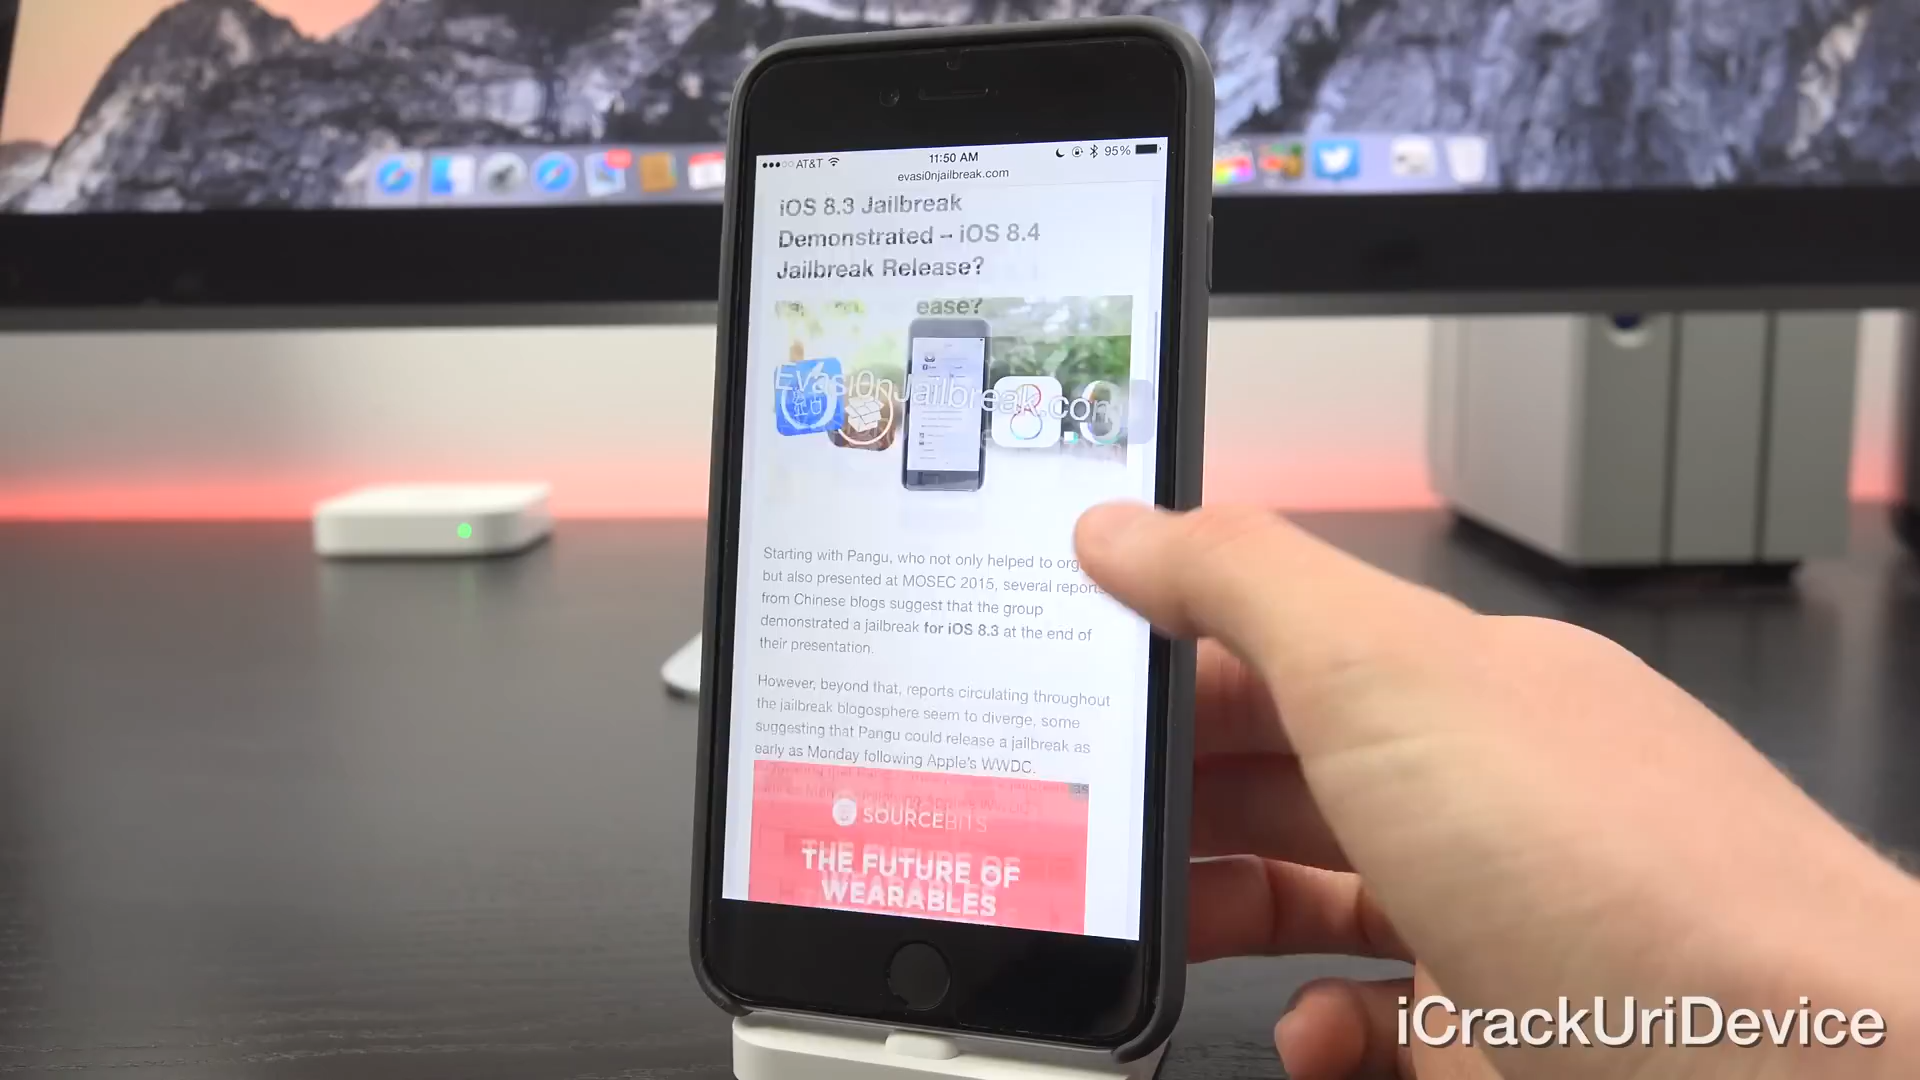 AT&T
11:50 AM
95%
evasi0njailbreak.com
iOS 8.3 Jailbreak
Demonstrated – iOS 8.4
Jailbreak Release?
ease?
Evasi0nJailbreak.com
Starting with Pangu, who not only helped to
but also presented at MOSEC 2015, several reports
from Chinese blogs suggest that the group
demonstrated a jailbreak for iOS 8.3 at the end of
their presentation.
However, beyond that, reports circulating throughout
the jailbreak blogosphere seem to diverge, some
suggesting that Pangu could release a jailbreak as
early as Monday following Apple's WWDC.
SOURCEBITS
THE FUTURE OF
WEARABLES
iCrackUriDevice